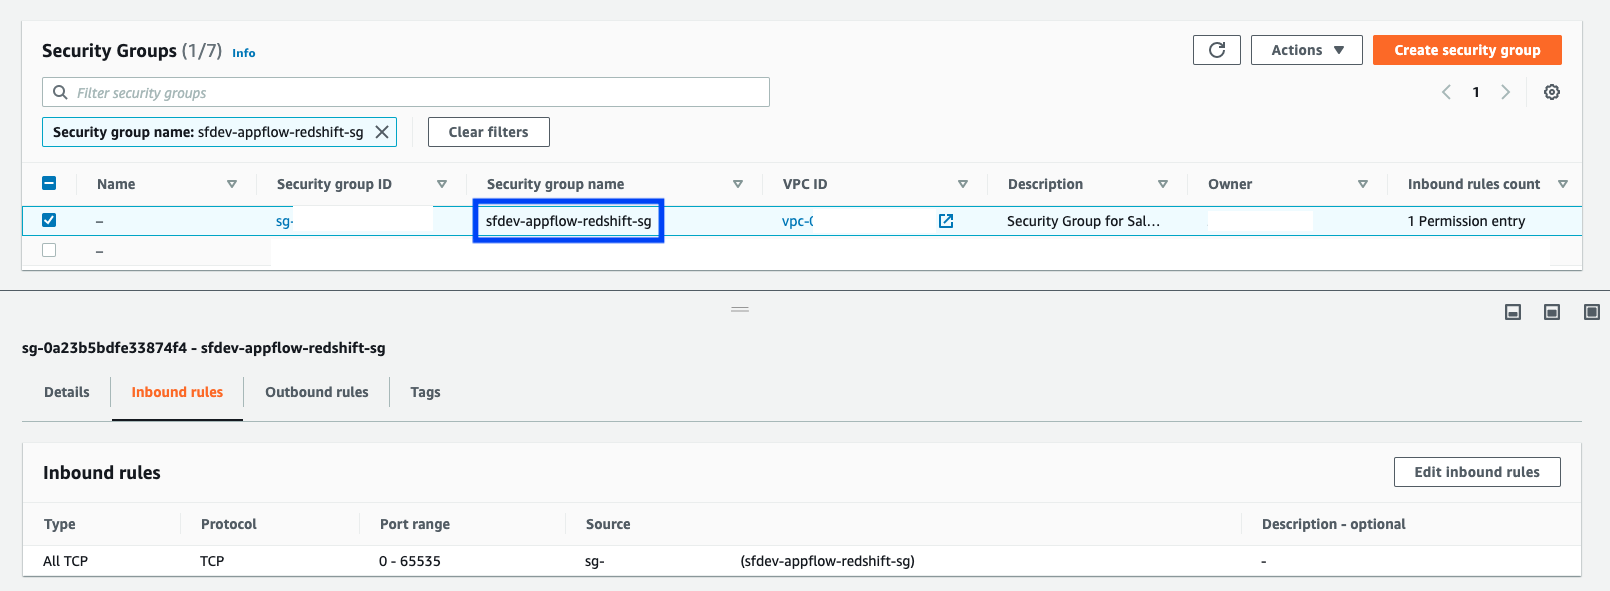 Security Groups (1/7) Info
Actions
Create security group
Filter security groups
1
Security group name: sfdev-appflow-redshift-sg
Clear filters
Name Security group ID Security group name VPC ID Description Owner Inbound rules count
– sg- sfdev-appflow-redshift-sg vpc-0 Security Group for Sal... 1 Permission entry
–
sg-0a23b5bdfe33874f4 - sfdev-appflow-redshift-sg
Details Inbound rules Outbound rules Tags
Inbound rules
Edit inbound rules
Type Protocol Port range Source Description - optional
All TCP TCP 0 - 65535 sg- (sfdev-appflow-redshift-sg) -